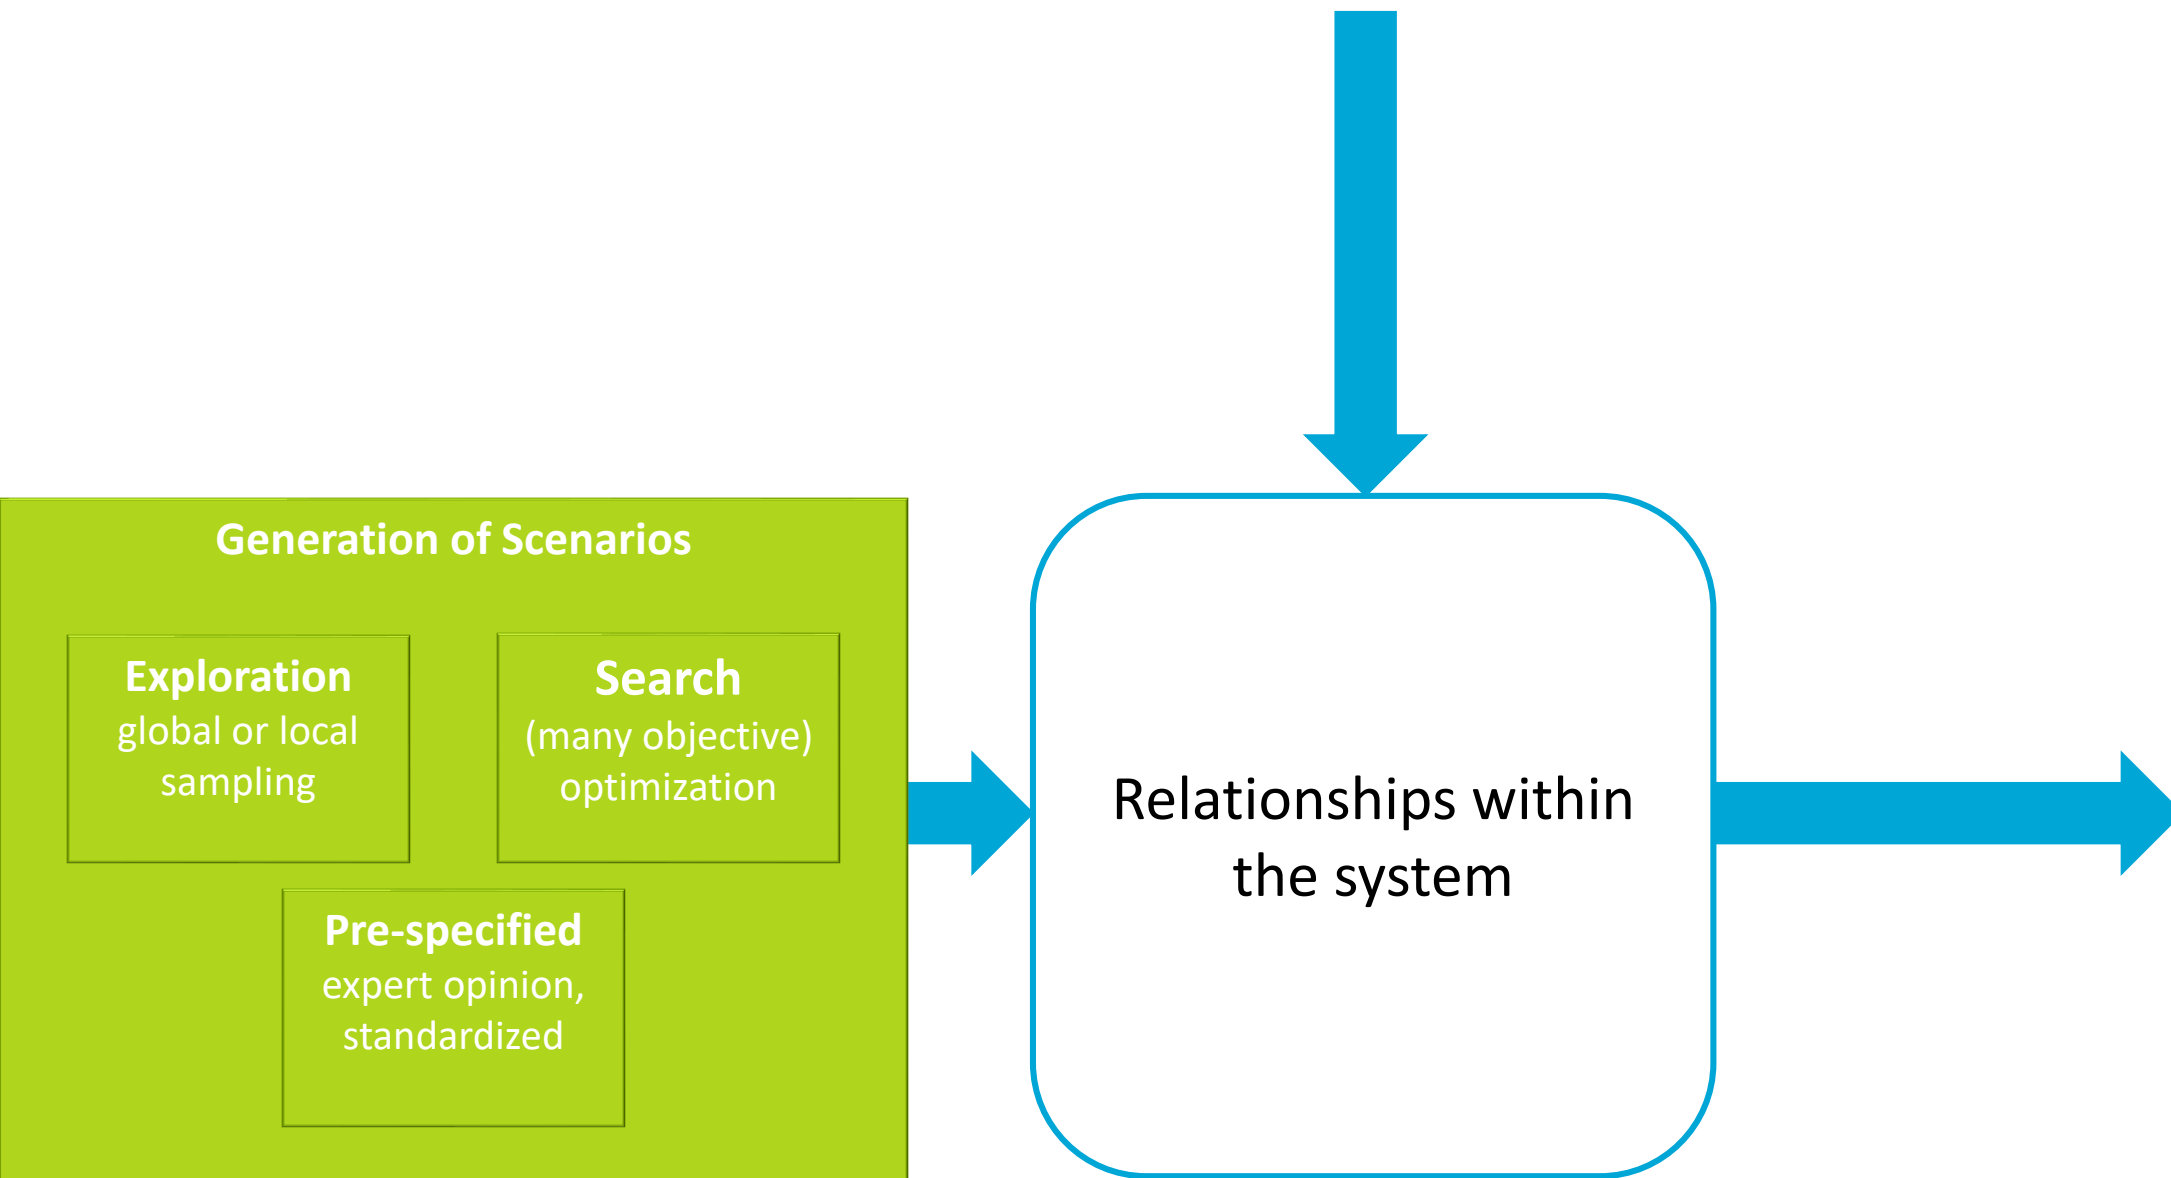 Generation of Scenarios
Exploration
global or local
sampling
Search
(many objective)
optimization
Pre-specified
expert opinion,
standardized
Relationships within
the system